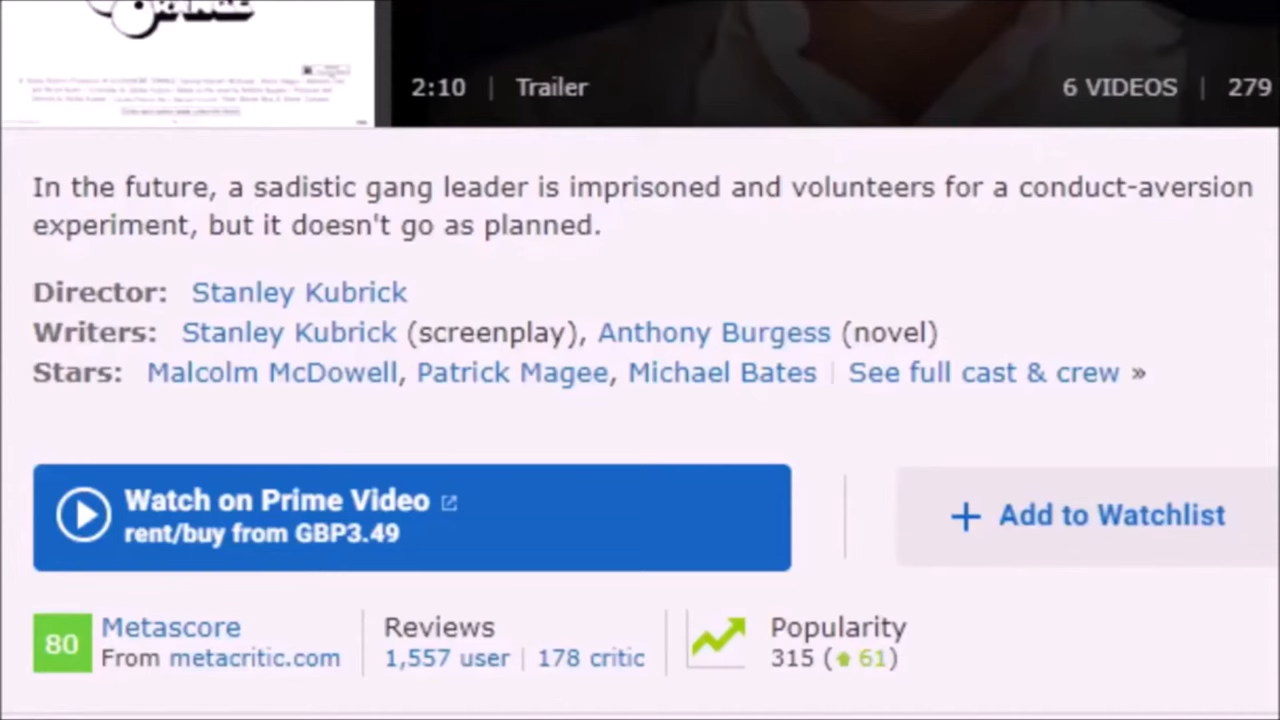 2:10 | Trailer
6 VIDEOS | 279
In the future, a sadistic gang leader is imprisoned and volunteers for a conduct-aversion
experiment, but it doesn't go as planned.
Director: Stanley Kubrick
Writers: Stanley Kubrick (screenplay), Anthony Burgess (novel)
Stars: Malcolm McDowell, Patrick Magee, Michael Bates | See full cast & crew »
Watch on Prime Video
rent/buy from GBP3.49
+ Add to Watchlist
80 Metascore
From metacritic.com
Reviews
1,557 user | 178 critic
Popularity
315 (61)